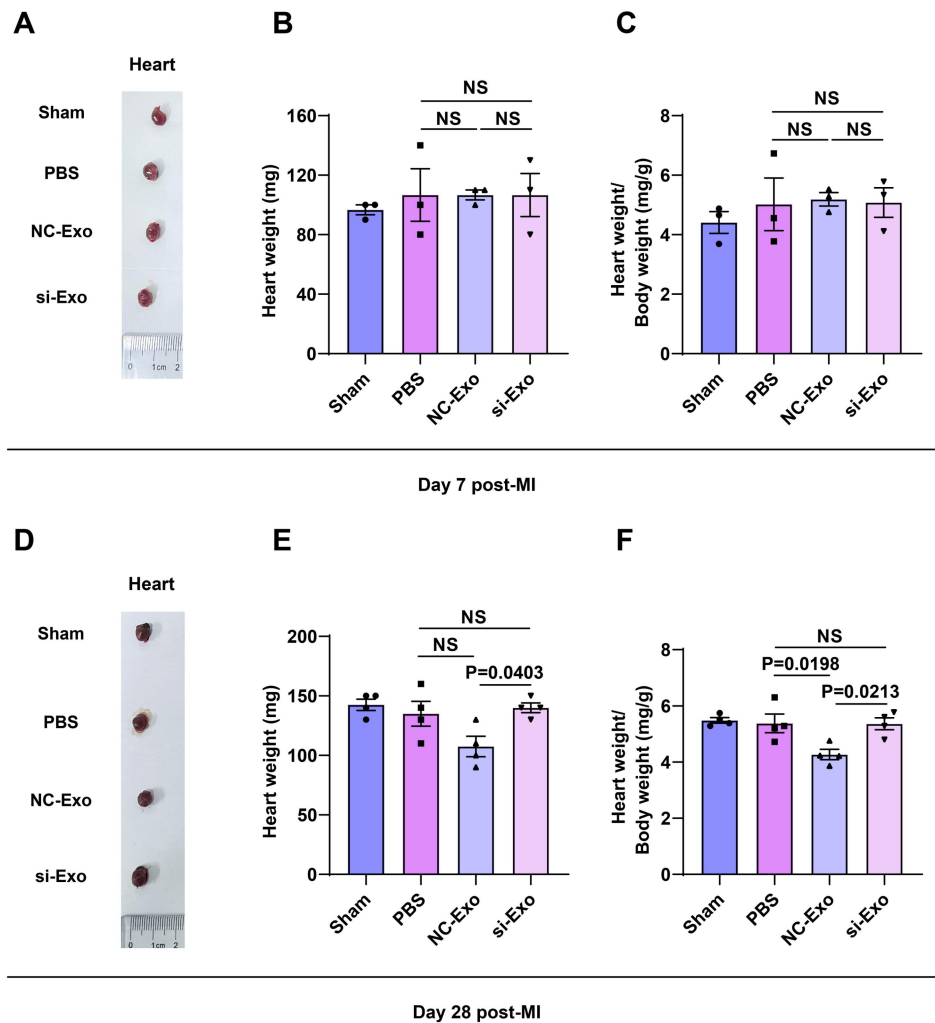 A
Heart
Sham
PBS
NC-Exo
si-Exo
0 1cm 2
B
NS
NS NS
160
120
80
40
0
Heart weight (mg)
Sham
PBS
NC-Exo
si-Exo
C
NS
NS NS
8
6
4
2
0
Heart weight/
Body weight (mg/g)
Sham
PBS
NC-Exo
si-Exo
Day 7 post-MI
D
Heart
Sham
PBS
NC-Exo
si-Exo
0 1cm 2
E
NS
NS
P=0.0403
200
150
100
50
0
Heart weight (mg)
Sham
PBS
NC-Exo
si-Exo
F
NS
P=0.0198
P=0.0213
8
6
4
2
0
Heart weight/
Body weight (mg/g)
Sham
PBS
NC-Exo
si-Exo
Day 28 post-MI